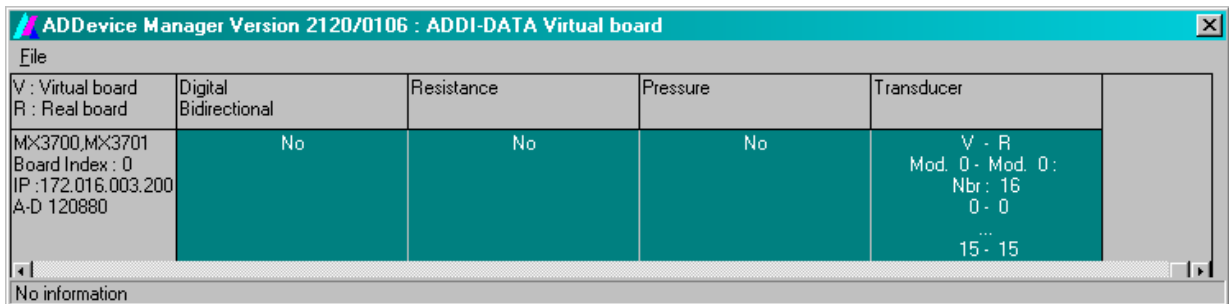 ADDevice Manager Version 2120/0106 : ADDI-DATA Virtual board
File
V : Virtual board
R : Real board
Digital
Bidirectional
Resistance
Pressure
Transducer
MX3700,MX3701
Board Index : 0
IP :172.016.003.200
A-D 120880
No
No
No
V - R
Mod. 0 - Mod. 0 :
Nbr : 16
0 - 0
...
15 - 15
No information